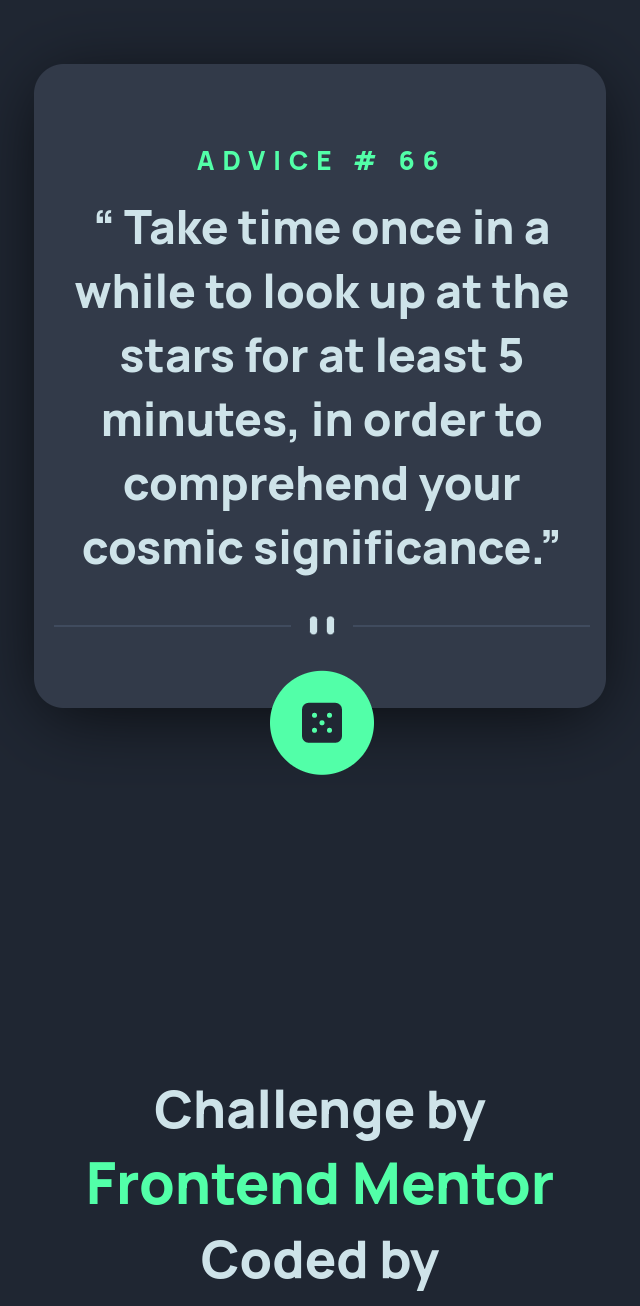 ADVICE # 66
“ Take time once in a
while to look up at the
stars for at least 5
minutes, in order to
comprehend your
cosmic significance.”
Challenge by
Frontend Mentor
Coded by